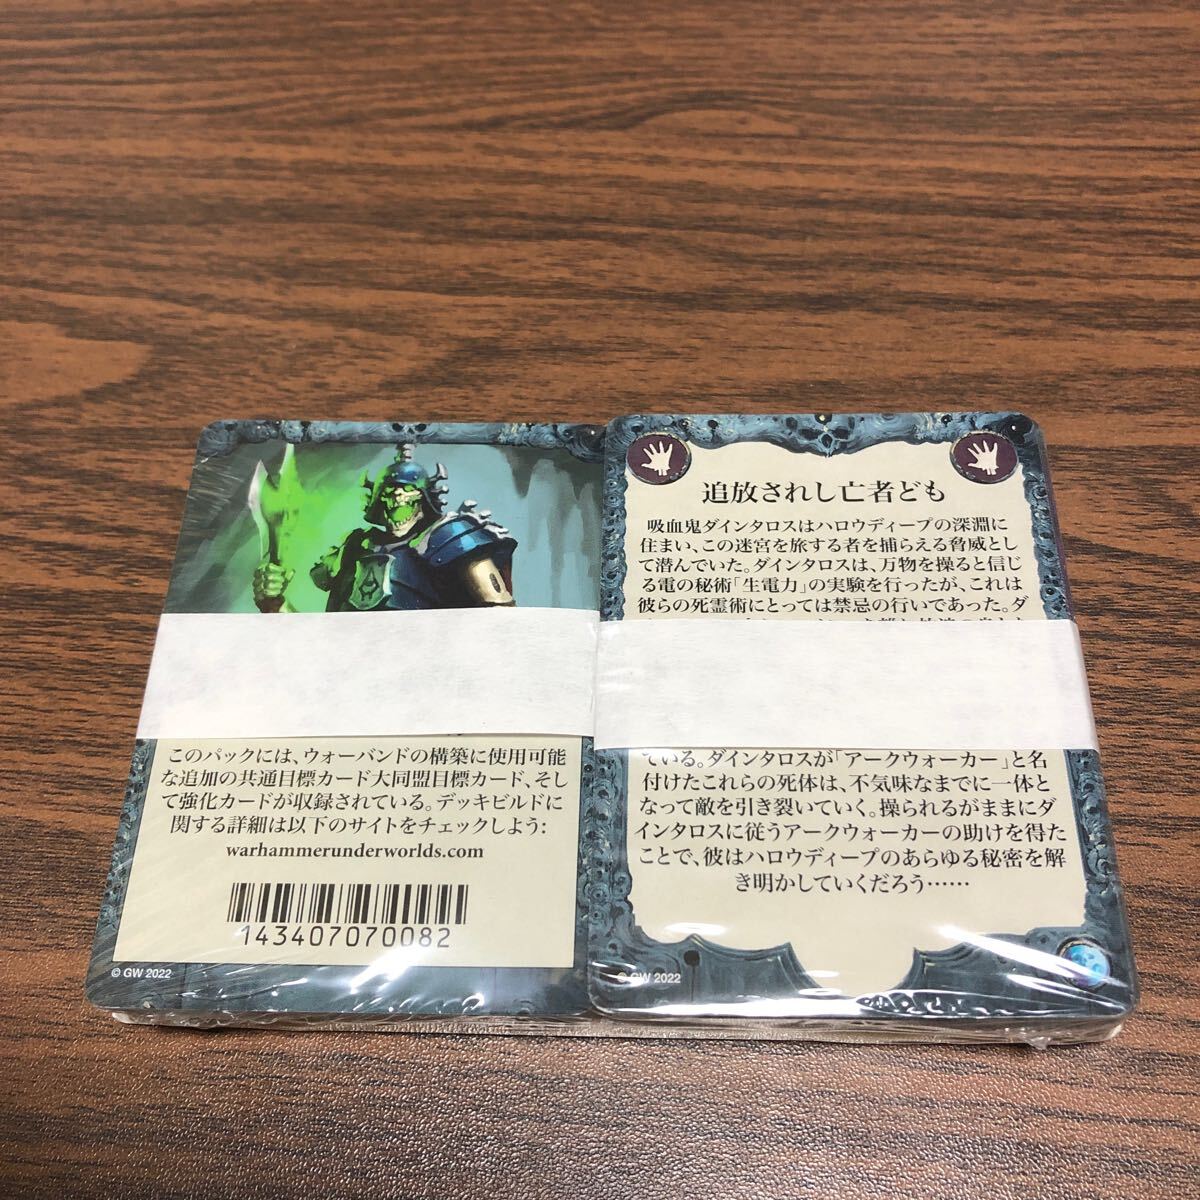 このパックには、ウォーバンドの構築に使用可能
な追加の共通目標カード大同盟目標カード、そし
て強化カードが収録されている。デッキビルドに
関する詳細は以下のサイトをチェックしよう:
warhammerunderworlds.com
143407070082
© GW 2022
追放されし亡者ども
吸血鬼ダインタロスはハロウディープの深淵に
住まい、この迷宮を旅する者を捕らえる脅威とし
て潜んでいた。ダインタロスは、万物を操ると信じ
る電の秘術「生電力」の実験を行ったが、これは
彼らの死霊術にとっては禁忌の行いであった。ダ
ている。ダインタロスが「アークウォーカー」と名
付けたこれらの死体は、不気味なまでに一体と
なって敵を引き裂いていく。操られるがままにダ
インタロスに従うアークウォーカーの助けを得た
ことで、彼はハロウディープのあらゆる秘密を解
き明かしていくだろう……
© GW 2022